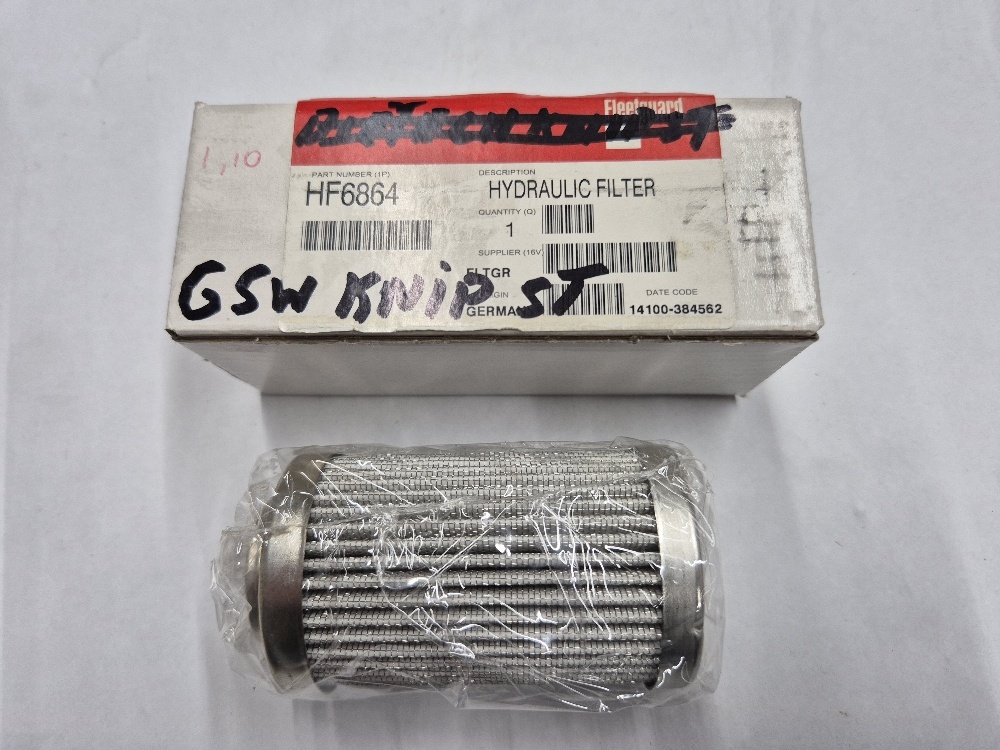 Fleetguard
1,10
PART NUMBER (1P)
HF6864
DESCRIPTION
HYDRAULIC FILTER
QUANTITY (Q)
1
SUPPLIER (16V)
FLTGR
GSW KNiP ST
DATE CODE
14100-384562